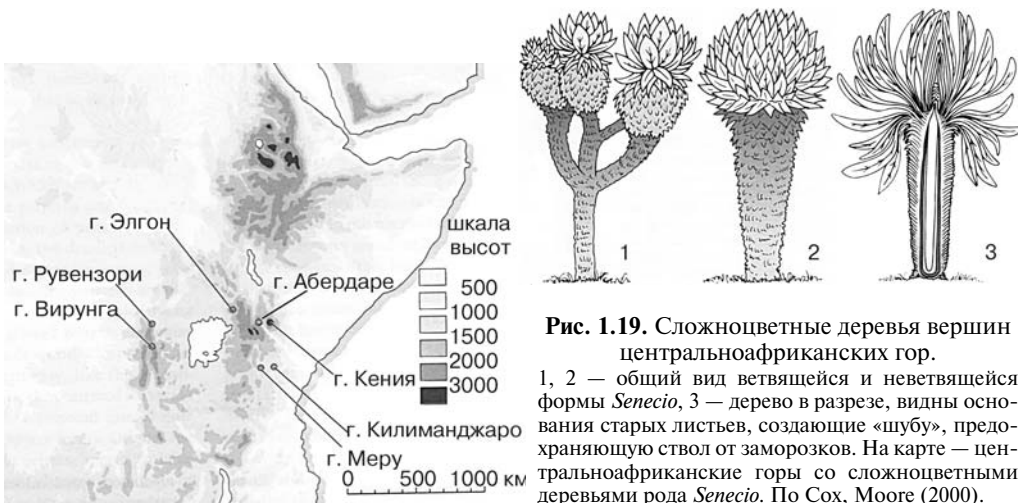 г. Элгон
г. Рувензори
г. Вирунга
г. Абердаре
шкала
высот
500
1000
1500
2000
3000
г. Кения
г. Килиманджаро
г. Меру
0 500 1000 км
1
2
3
Рис. 1.19. Сложноцветные деревья вершин
центральноафриканских гор.
1, 2 — общий вид ветвящейся и неветвящейся
формы Senecio, 3 — дерево в разрезе, видны осно-
вания старых листьев, создающие «шубу», предо-
храняющую ствол от заморозков. На карте — цен-
тральноафриканские горы со сложноцветными
деревьями рода Senecio. По Cox, Moore (2000).